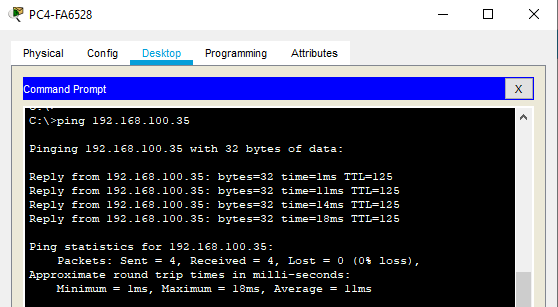 PC4-FA6528
Physical Config Desktop Programming Attributes
Command Prompt X
C:\>ping 192.168.100.35
Pinging 192.168.100.35 with 32 bytes of data:
Reply from 192.168.100.35: bytes=32 time=1ms TTL=125
Reply from 192.168.100.35: bytes=32 time=11ms TTL=125
Reply from 192.168.100.35: bytes=32 time=14ms TTL=125
Reply from 192.168.100.35: bytes=32 time=18ms TTL=125
Ping statistics for 192.168.100.35:
Packets: Sent = 4, Received = 4, Lost = 0 (0% loss),
Approximate round trip times in milli-seconds:
Minimum = 1ms, Maximum = 18ms, Average = 11ms